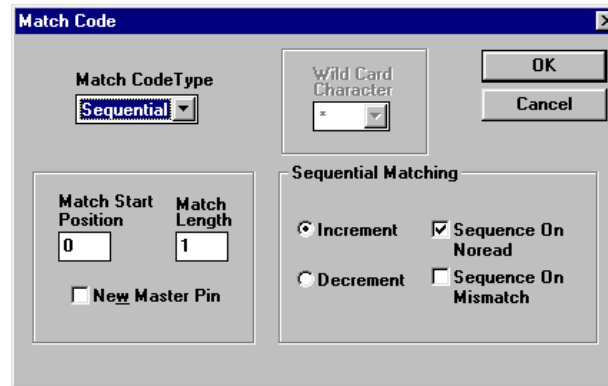 Match Code
Match CodeType
Sequential
Wild Card
Character
*
OK
Cancel
Match Start
Position
0
Match
Length
1
New Master Pin
Sequential Matching
Increment
Decrement
Sequence On
Noread
Sequence On
Mismatch